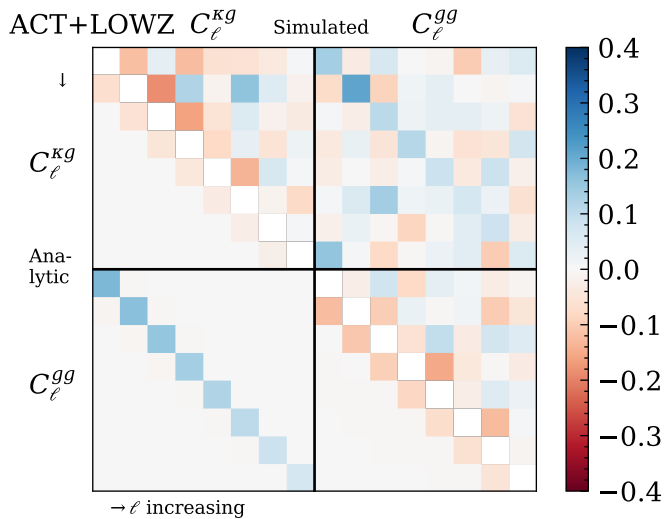 ACT+LOWZ C_ℓ^{κg} Simulated C_ℓ^{gg}
↓
C_ℓ^{κg}
Ana-
lytic
C_ℓ^{gg}
→ ℓ increasing
0.4
0.3
0.2
0.1
0.0
−0.1
−0.2
−0.3
−0.4